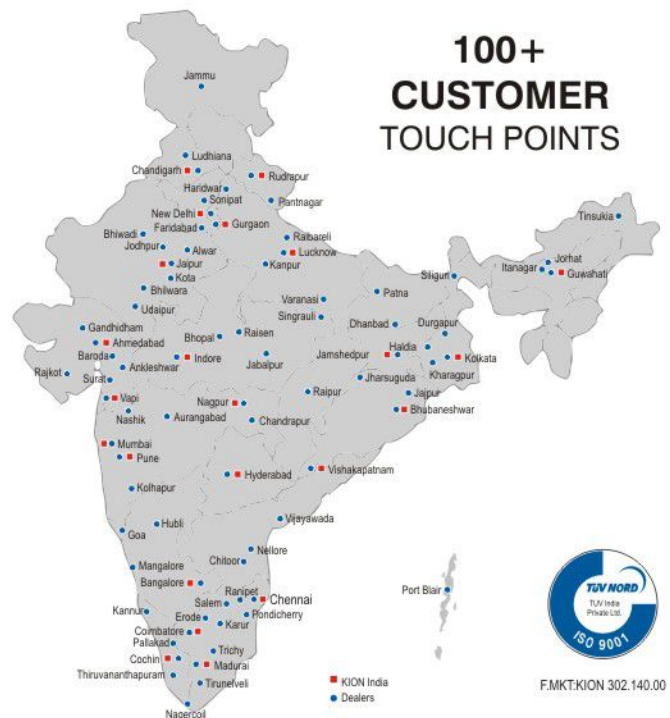 100+
CUSTOMER
TOUCH POINTS
Jammu
Ludhiana
Chandigarh
Rudrapur
Haridwar
Sonipat
Pantnagar
New Delhi
Gurgaon
Faridabad
Tinsukia
Bhiwadi
Raibareli
Jodhpur
Alwar
Lucknow
Jorhat
Jaipur
Kanpur
Itanagar
Guwahati
Kota
Siliguri
Bhilwara
Patna
Varanasi
Udaipur
Singrauli
Gandhidham
Dhanbad
Durgapur
Raisen
Bhopal
Ahmedabad
Haldia
Baroda
Indore
Jamshedpur
Kolkata
Jabalpur
Ankleshwar
Kharagpur
Rajkot
Surat
Jharsuguda
Raipur
Jajpur
Vapi
Nagpur
Bhubaneshwar
Nashik
Aurangabad
Chandrapur
Mumbai
Pune
Hyderabad
Vishakapatnam
Kolhapur
Vijayawada
Hubli
Goa
Nellore
Chitoor
Mangalore
Bangalore
Port Blair
Ranipet
Chennai
Salem
Kannur
Pondicherry
Erode
Karur
Coimbatore
Pallakad
Trichy
Cochin
Madurai
Thiruvananthapuram
Tirunelveli
Nagercoil
KION India
Dealers
TÜV NORD
TUV India
Private Ltd.
ISO 9001
F.MKT:KION 302.140.00